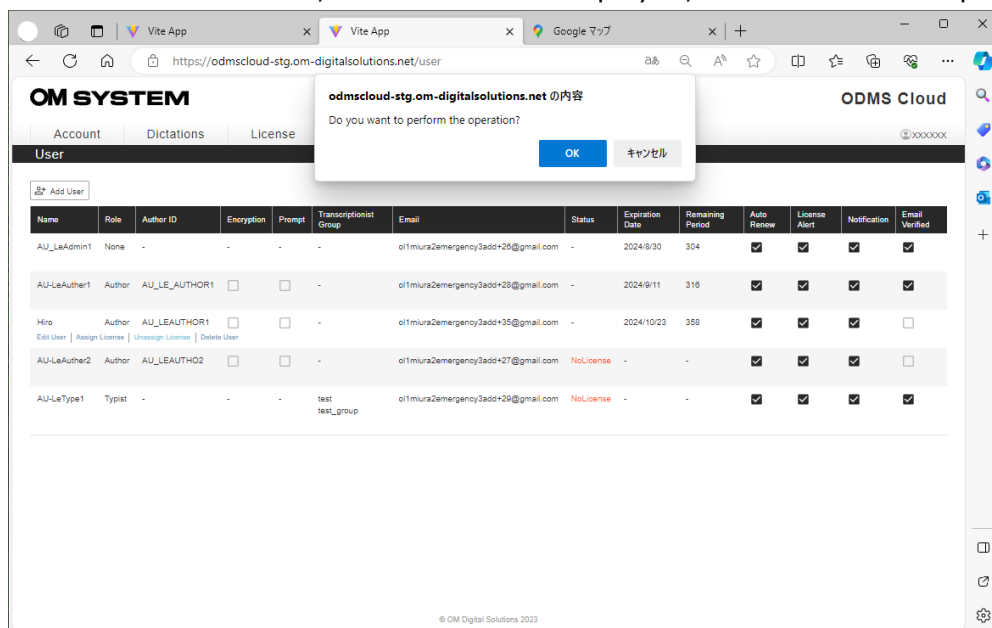 Vite App
Vite App
Google マップ
https://odmscloud-stg.om-digitalsolutions.net/user
aあ
odmscloud-stg.om-digitalsolutions.net の内容
Do you want to perform the operation?
OK キャンセル
OM SYSTEM
ODMS Cloud
Account Dictations License
xxxxxx
User
Add User
Name Role Author ID Encryption Prompt Transcriptionist Group Email Status Expiration Date Remaining Period Auto Renew License Alert Notification Email Verified
AU_LeAdmin1 None - - - - ol1miura2emergency3add+26@gmail.com - 2024/8/30 304
AU-LeAuther1 Author AU_LE_AUTHOR1 - ol1miura2emergency3add+28@gmail.com - 2024/9/11 316
Hiro Author AU_LEAUTHOR1 - ol1miura2emergency3add+35@gmail.com - 2024/10/23 358
Edit User | Assign License | Unassign License | Delete User
AU-LeAuther2 Author AU_LEAUTHO2 - ol1miura2emergency3add+27@gmail.com NoLicense - -
AU-LeType1 Typist - - - test ol1miura2emergency3add+29@gmail.com NoLicense - -
test_group
© OM Digital Solutions 2023